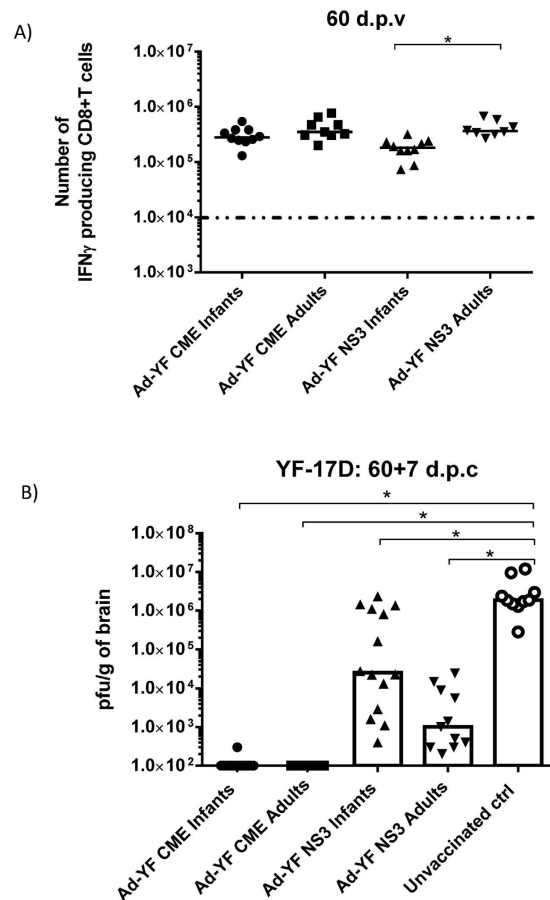 A)
60 d.p.v
*
Number of
IFNγ producing CD8+T cells
1.0×10⁷
1.0×10⁶
1.0×10⁵
1.0×10⁴
1.0×10³
Ad-YF CME Infants
Ad-YF CME Adults
Ad-YF NS3 Infants
Ad-YF NS3 Adults
B)
YF-17D: 60+7 d.p.c
*
*
*
*
pfu/g of brain
1.0×10⁸
1.0×10⁷
1.0×10⁶
1.0×10⁵
1.0×10⁴
1.0×10³
1.0×10²
Ad-YF CME Infants
Ad-YF CME Adults
Ad-YF NS3 Infants
Ad-YF NS3 Adults
Unvaccinated ctrl